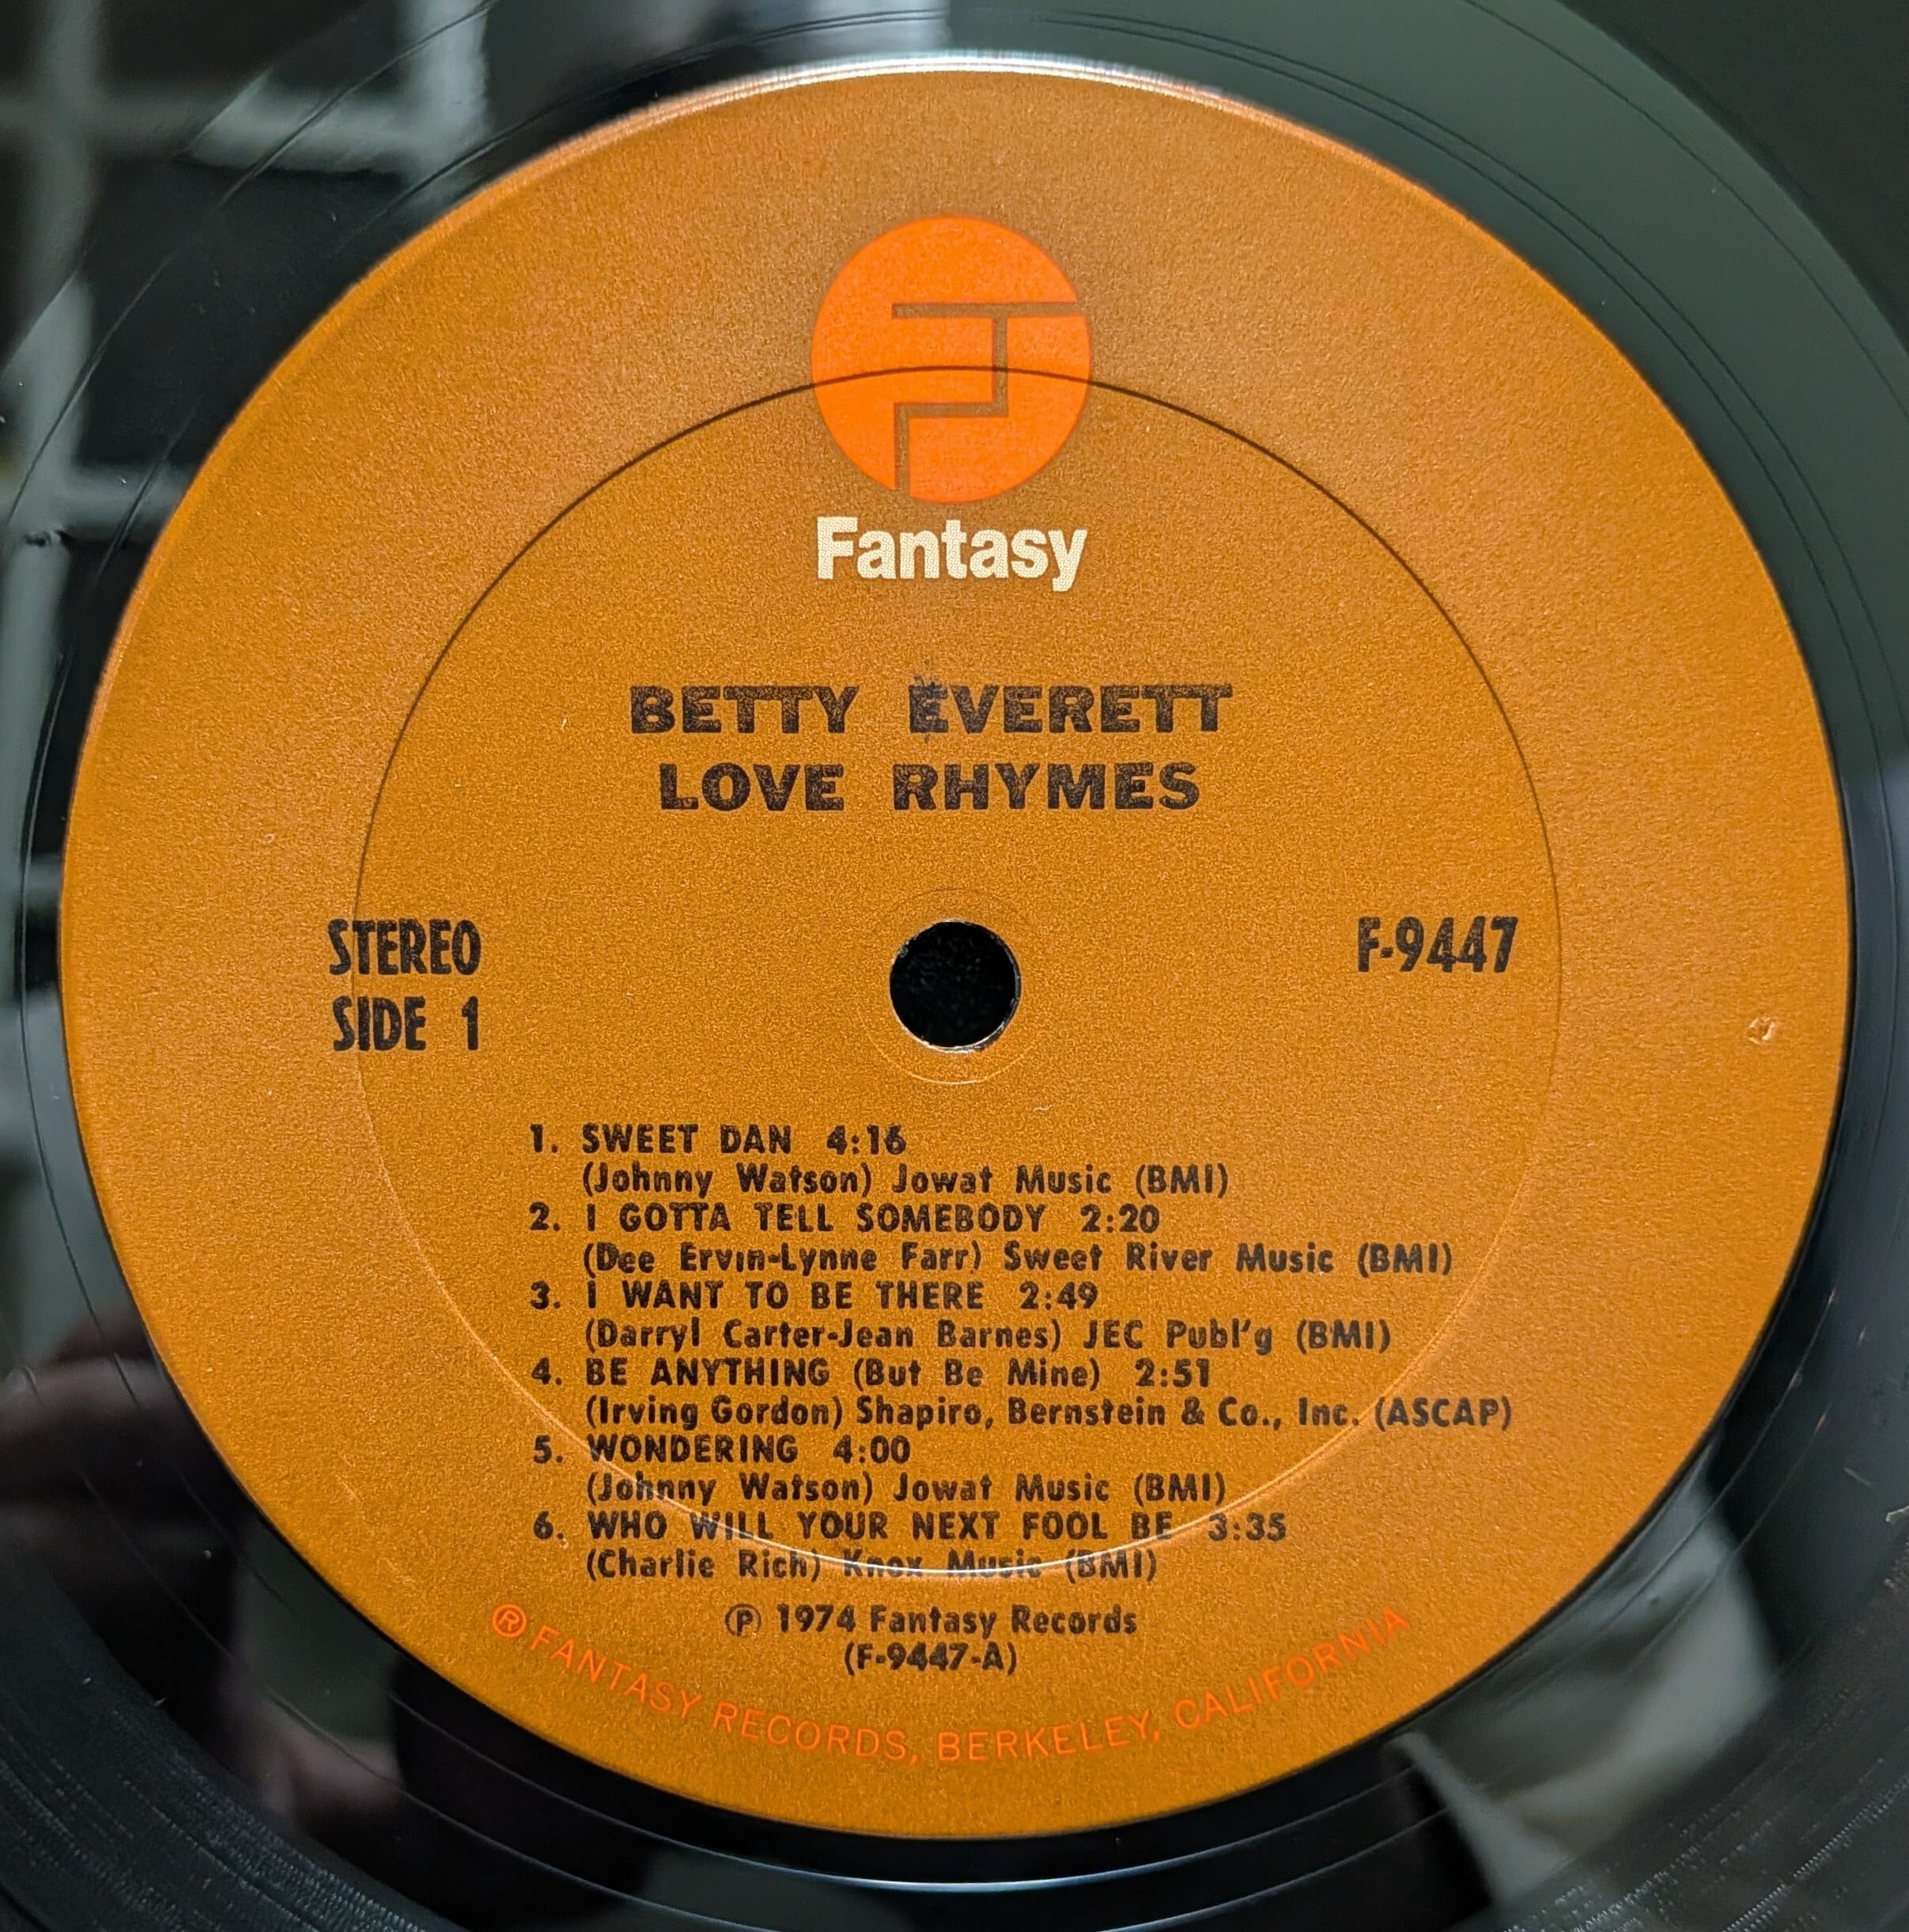 Fantasy
BETTY EVERETT
LOVE RHYMES
STEREO
SIDE 1
F-9447
1. SWEET DAN 4:16
(Johnny Watson) Jowat Music (BMI)
2. I GOTTA TELL SOMEBODY 2:20
(Dee Ervin-Lynne Farr) Sweet River Music (BMI)
3. I WANT TO BE THERE 2:49
(Darryl Carter-Jean Barnes) JEC Publ'g (BMI)
4. BE ANYTHING (But Be Mine) 2:51
(Irving Gordon) Shapiro, Bernstein & Co., Inc. (ASCAP)
5. WONDERING 4:00
(Johnny Watson) Jowat Music (BMI)
6. WHO WILL YOUR NEXT FOOL BE 3:35
(Charlie Rich) Knox Music (BMI)
℗ 1974 Fantasy Records
(F-9447-A)
® FANTASY RECORDS, BERKELEY, CALIFORNIA